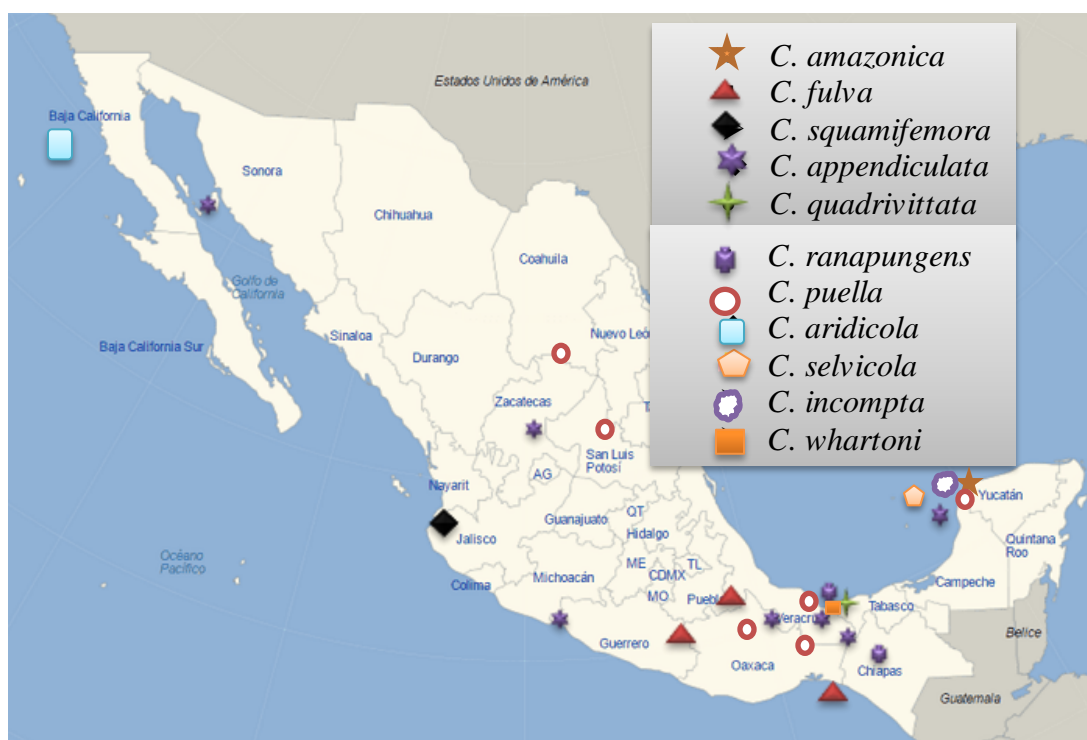 C. amazonica
C. fulva
C. squamifemora
C. appendiculata
C. quadrivittata
C. ranapungens
C. puella
C. aridicola
C. selvicola
C. incompta
C. whartoni
Estados Unidos de América
Baja California
Sonora
Chihuahua
Coahuila
Golfo de
California
Nuevo León
Sinaloa
Baja California Sur
Durango
Zacatecas
San Luis
Potosí
AG
Nayarit
Yucatán
Guanajuato
QT
Jalisco
Hidalgo
Quintana
Roo
Océano
Pacífico
ME
TL
CDMX
Colima
Michoacán
MO
Puebla
Campeche
Tabasco
Veracruz
Belice
Guerrero
Oaxaca
Chiapas
Guatemala